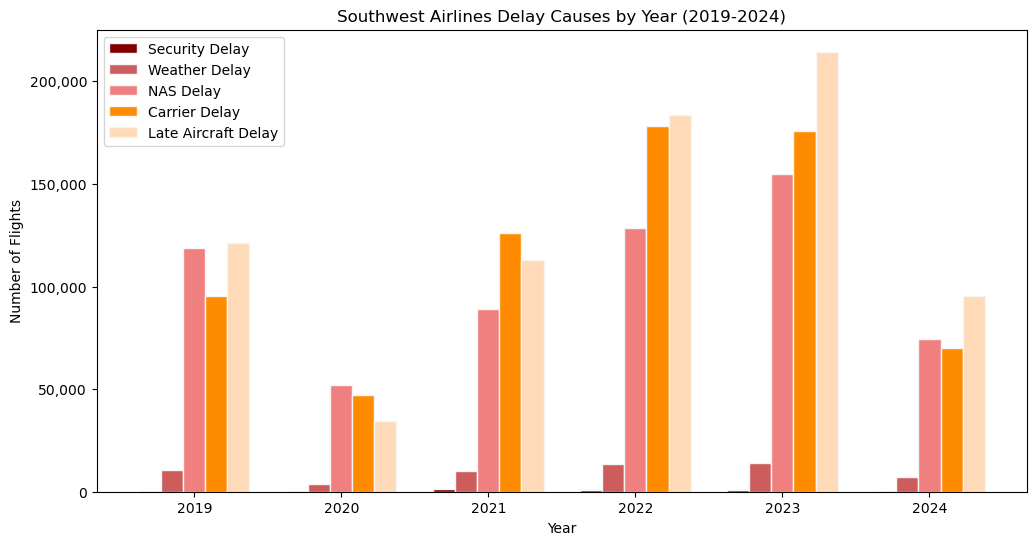 Southwest Airlines Delay Causes by Year (2019-2024)
Security Delay
Weather Delay
NAS Delay
Carrier Delay
Late Aircraft Delay
200,000
150,000
100,000
50,000
0
Number of Flights
2019 2020 2021 2022 2023 2024
Year